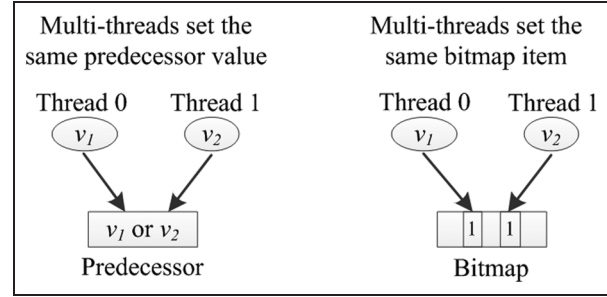 Multi-threads set the
same predecessor value
Thread 0 Thread 1
v1 v2
v1 or v2
Predecessor
Multi-threads set the
same bitmap item
Thread 0 Thread 1
v1 v2
1 1
Bitmap